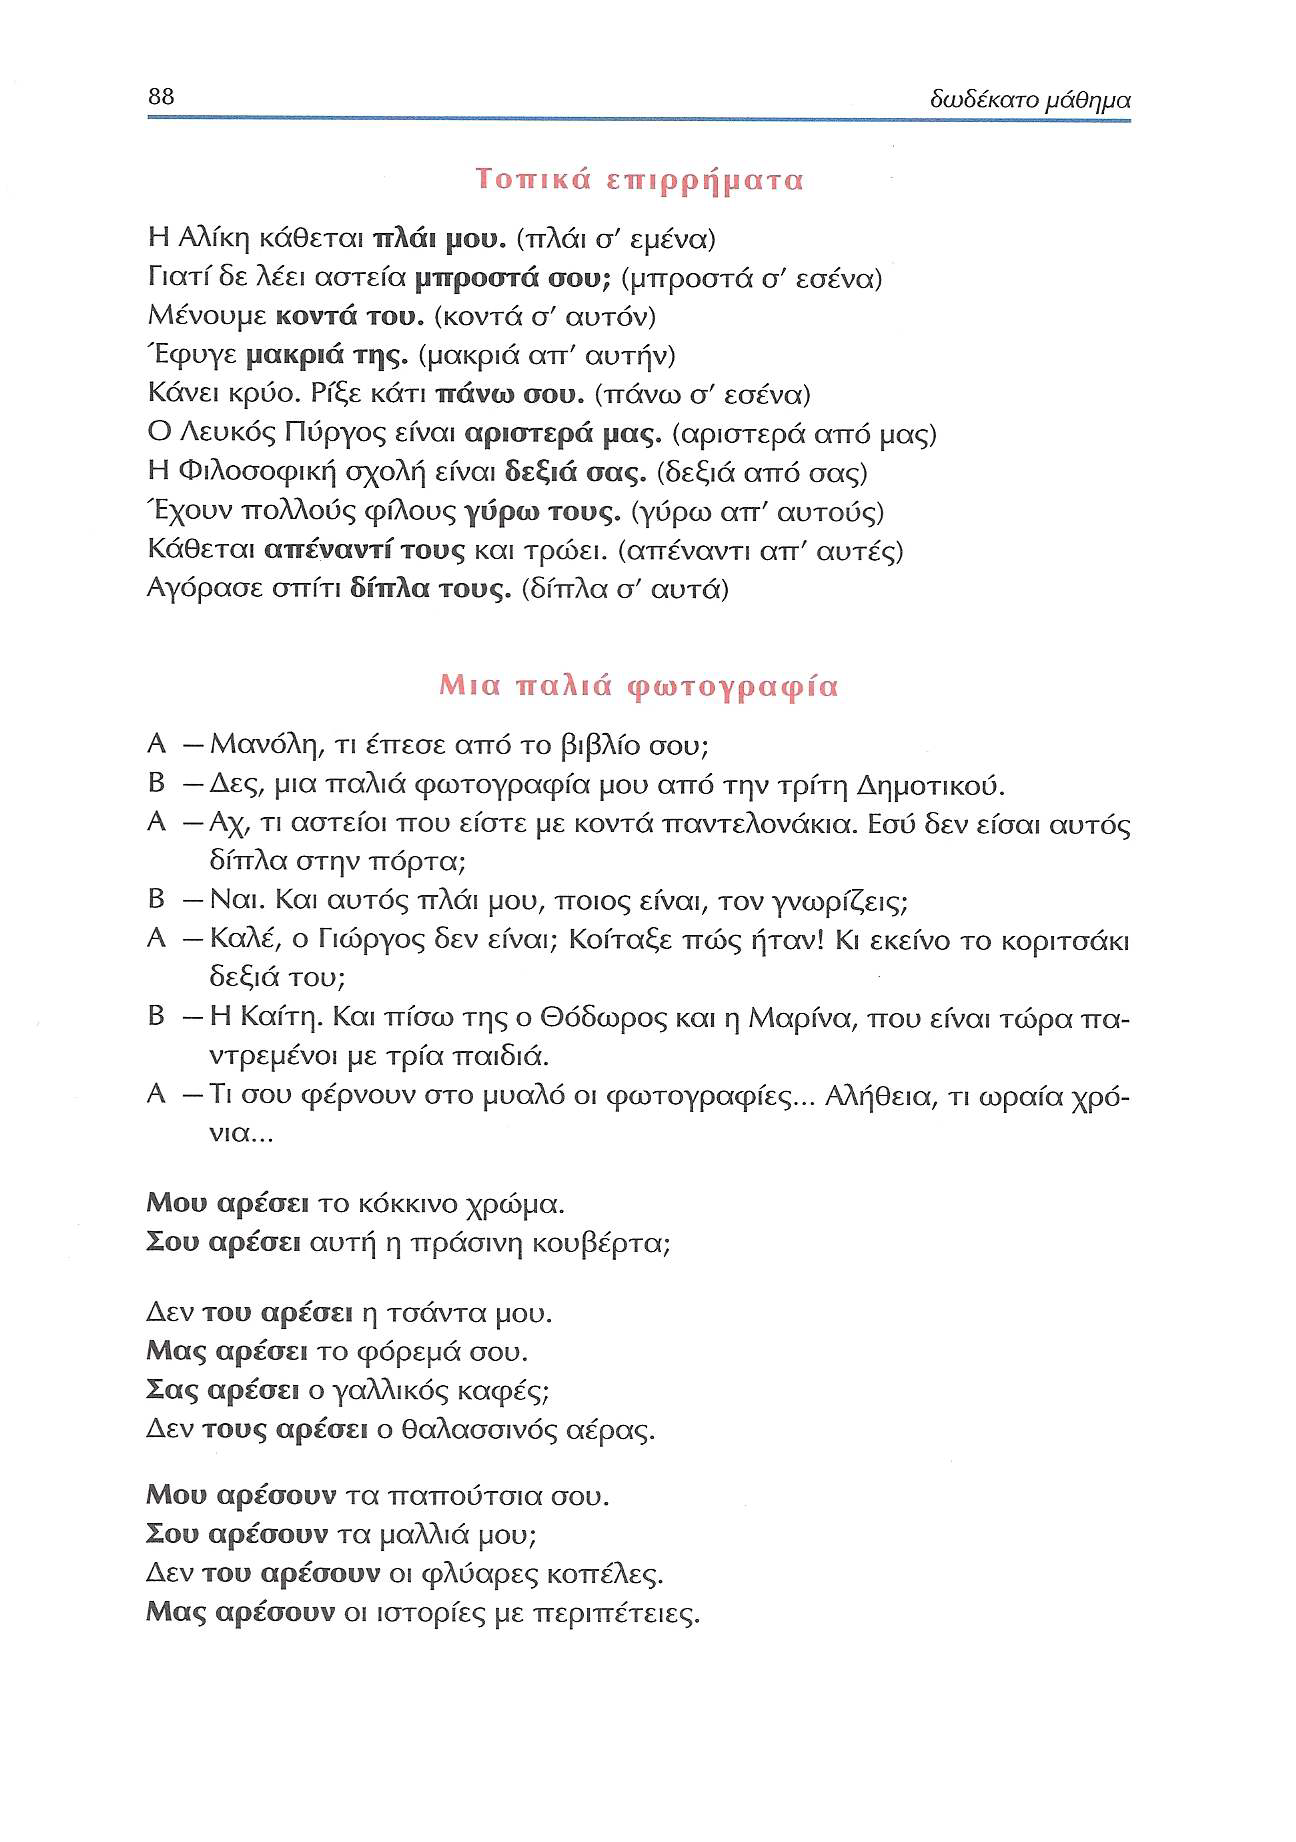 88 δωδέκατο μάθημα
Τοπικά επιρρήματα
Η Αλίκη κάθεται πλάι μου. (πλάι σ' εμένα)
Γιατί δε λέει αστεία μπροστά σου; (μπροστά σ' εσένα)
Μένουμε κοντά του. (κοντά σ' αυτόν)
Έφυγε μακριά της. (μακριά απ' αυτήν)
Κάνει κρύο. Ρίξε κάτι πάνω σου. (πάνω σ' εσένα)
Ο Λευκός Πύργος είναι αριστερά μας. (αριστερά από μας)
Η Φιλοσοφική σχολή είναι δεξιά σας. (δεξιά από σας)
Έχουν πολλούς φίλους γύρω τους. (γύρω απ' αυτούς)
Κάθεται απέναντί τους και τρώει. (απέναντι απ' αυτές)
Αγόρασε σπίτι δίπλα τους. (δίπλα σ' αυτά)
Μια παλιά φωτογραφία
Α – Μανόλη, τι έπεσε από το βιβλίο σου;
Β – Δες, μια παλιά φωτογραφία μου από την τρίτη Δημοτικού.
Α – Αχ, τι αστείοι που είστε με κοντά παντελονάκια. Εσύ δεν είσαι αυτός
δίπλα στην πόρτα;
Β – Ναι. Και αυτός πλάι μου, ποιος είναι, τον γνωρίζεις;
Α – Καλέ, ο Γιώργος δεν είναι; Κοίταξε πώς ήταν! Κι εκείνο το κοριτσάκι
δεξιά του;
Β – Η Καίτη. Και πίσω της ο Θόδωρος και η Μαρίνα, που είναι τώρα πα-
ντρεμένοι με τρία παιδιά.
Α – Τι σου φέρνουν στο μυαλό οι φωτογραφίες... Αλήθεια, τι ωραία χρό-
νια...
Μου αρέσει το κόκκινο χρώμα.
Σου αρέσει αυτή η πράσινη κουβέρτα;
Δεν του αρέσει η τσάντα μου.
Μας αρέσει το φόρεμά σου.
Σας αρέσει ο γαλλικός καφές;
Δεν τους αρέσει ο θαλασσινός αέρας.
Μου αρέσουν τα παπούτσια σου.
Σου αρέσουν τα μαλλιά μου;
Δεν του αρέσουν οι φλύαρες κοπέλες.
Μας αρέσουν οι ιστορίες με περιπέτειες.